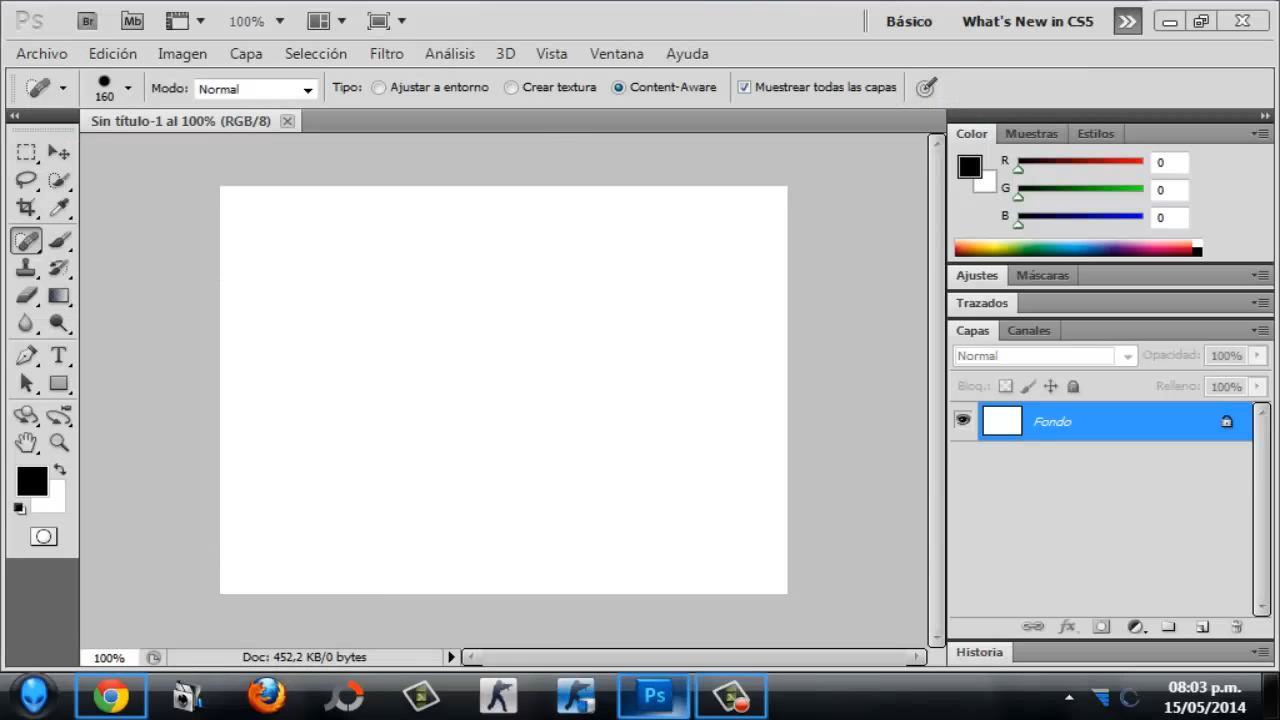 Ps Br Mb 100% Básico What's New in CS5
Archivo Edición Imagen Capa Selección Filtro Análisis 3D Vista Ventana Ayuda
160 Modo: Normal Tipo: Ajustar a entorno Crear textura Content-Aware Muestrear todas las capas
Sin título-1 al 100% (RGB/8)
Color Muestras Estilos
R 0
G 0
B 0
Ajustes Máscaras
Trazados
Capas Canales
Normal Opacidad: 100%
Bloq.: Relleno: 100%
Fondo
T
fx
100% Doc: 452,2 KB/0 bytes
Historia
Ps
08:03 p.m.
15/05/2014